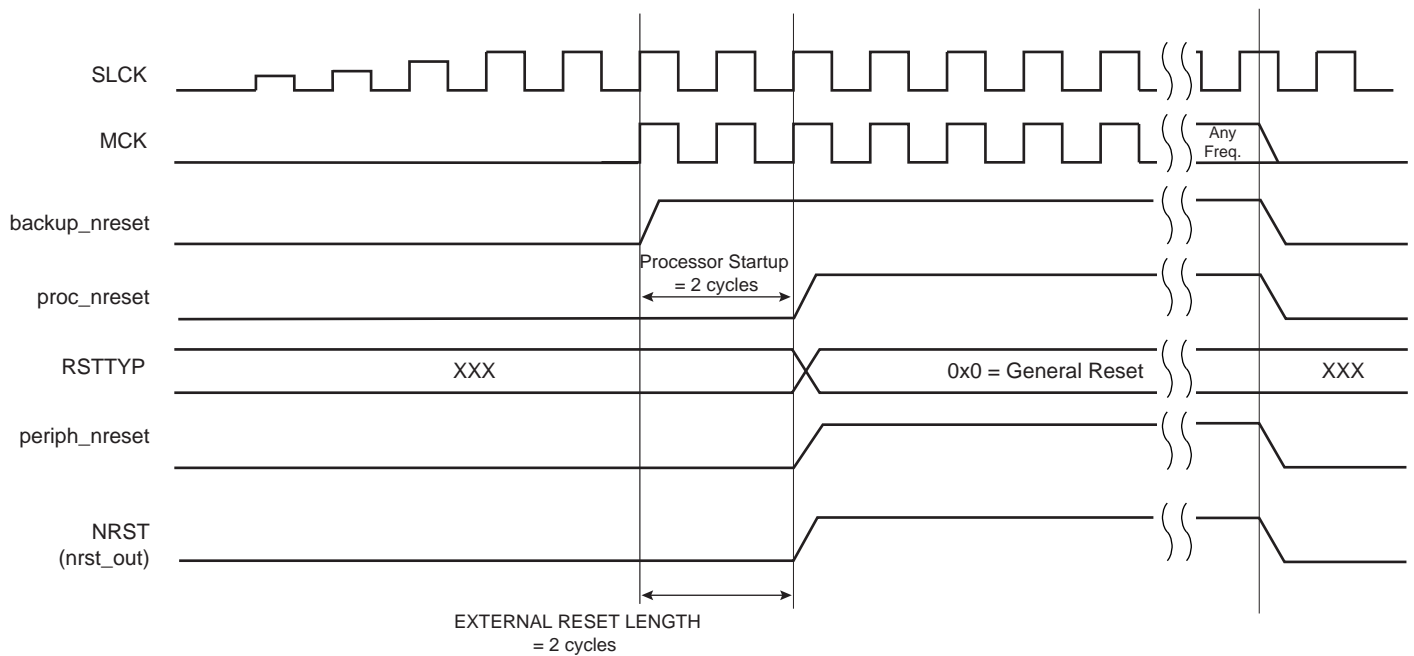 SLCK
MCK
Any
Freq.
backup_nreset
Processor Startup
= 2 cycles
proc_nreset
RSTTYP
XXX
0x0 = General Reset
XXX
periph_nreset
NRST
(nrst_out)
EXTERNAL RESET LENGTH
= 2 cycles